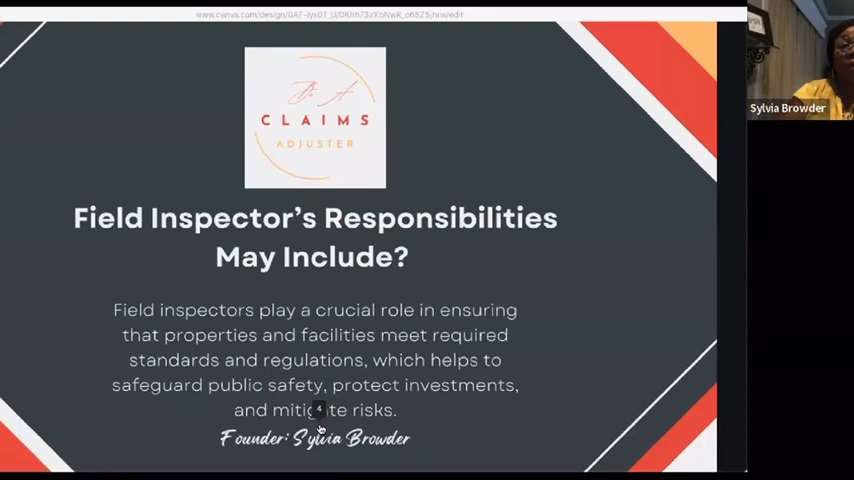 D. A
CLAIMS
ADJUSTER
Sylvia Browder
Field Inspector's Responsibilities
May Include?
Field inspectors play a crucial role in ensuring
that properties and facilities meet required
standards and regulations, which helps to
safeguard public safety, protect investments,
and mitigate risks.
4
Founder: Sylvia Browder